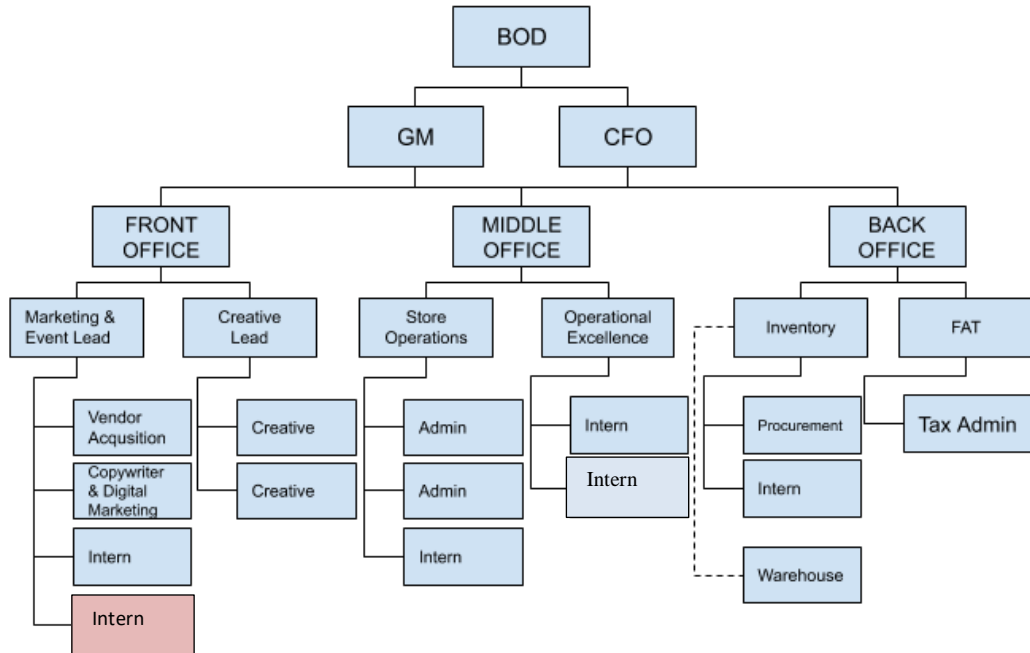 BOD
GM
CFO
FRONT
OFFICE
MIDDLE
OFFICE
BACK
OFFICE
Marketing &
Event Lead
Creative
Lead
Store
Operations
Operational
Excellence
Inventory
FAT
Vendor
Acqusition
Copywriter
& Digital
Marketing
Intern
Intern
Creative
Creative
Admin
Admin
Intern
Intern
Intern
Procurement
Intern
Warehouse
Tax Admin